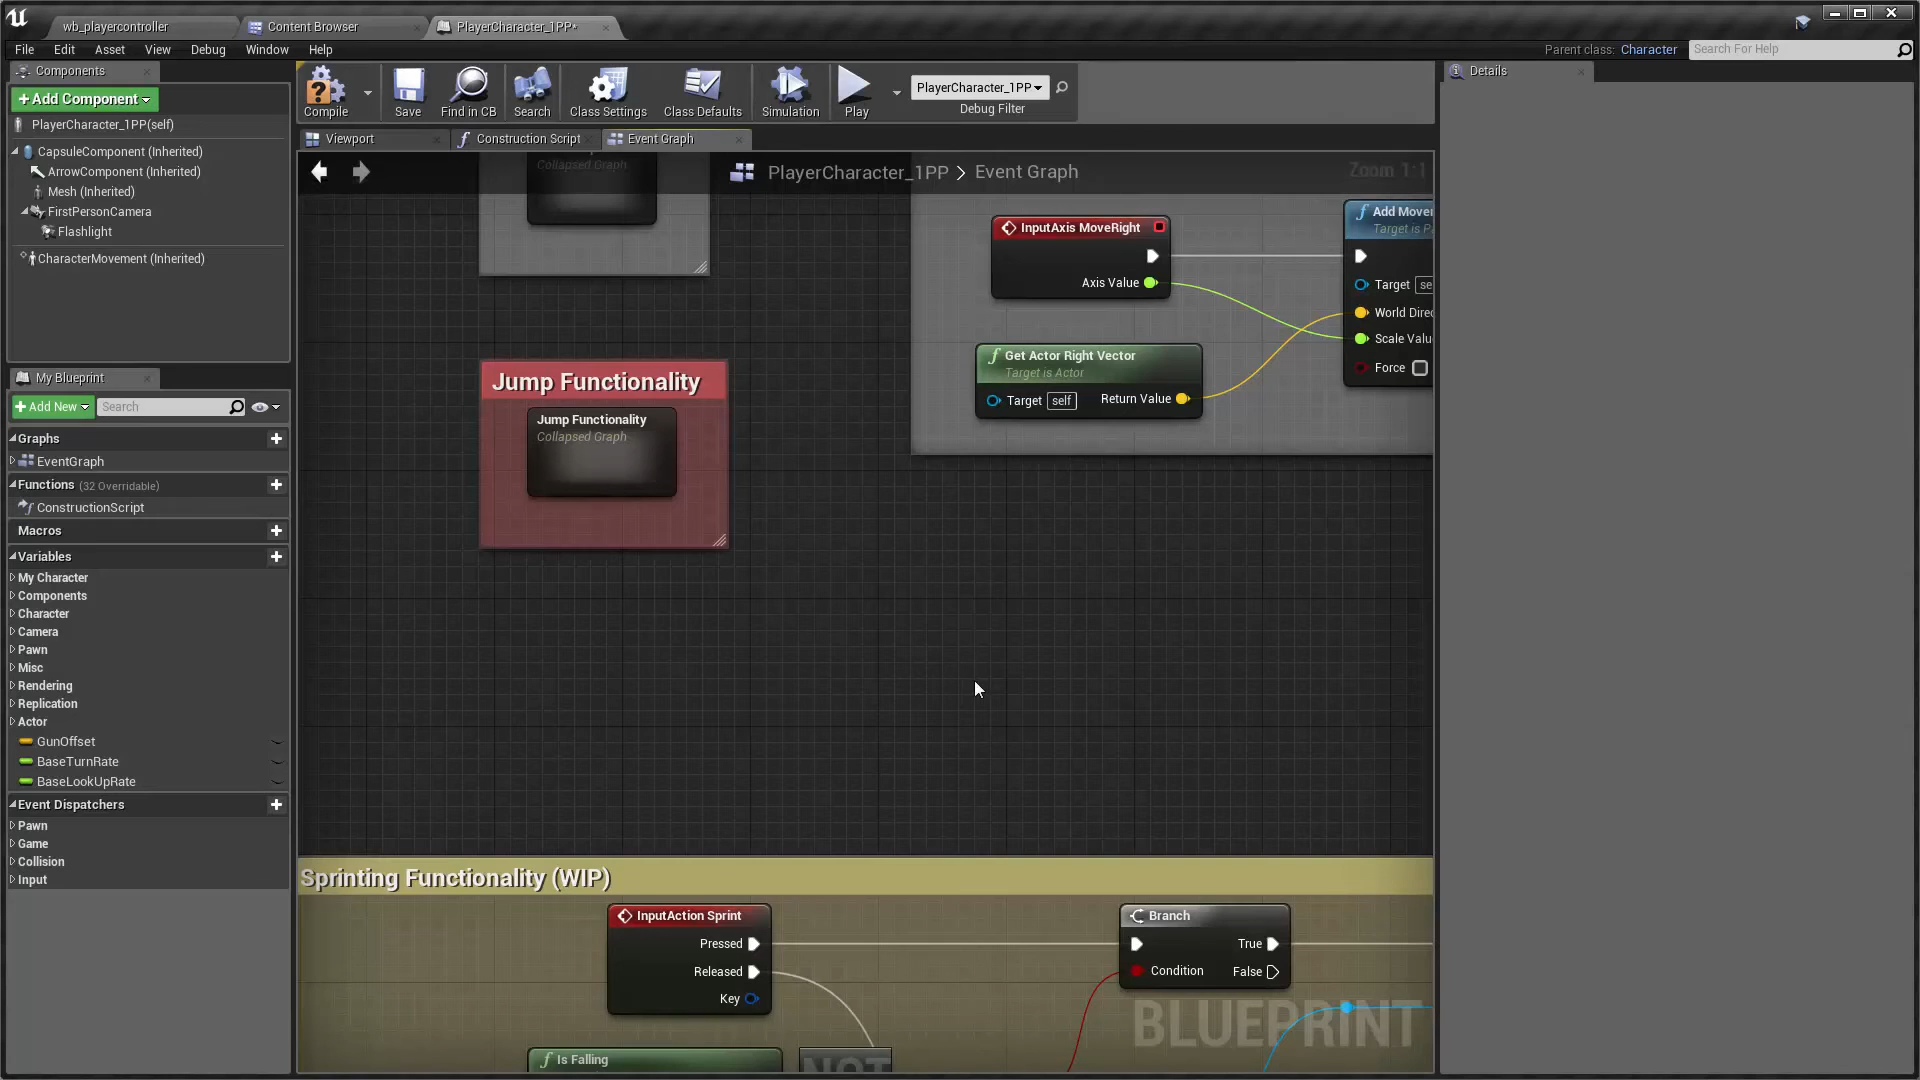 wb_playercontroller
Content Browser
PlayerCharacter_1PP*
File Edit Asset View Debug Window Help
Parent class: Character
Search For Help
Components
Details
+ Add Component
Compile
Save
Find in CB
Search
Class Settings
Class Defaults
Simulation
Play
PlayerCharacter_1PP
Debug Filter
PlayerCharacter_1PP(self)
CapsuleComponent (Inherited)
ArrowComponent (Inherited)
Mesh (Inherited)
FirstPersonCamera
Flashlight
CharacterMovement (Inherited)
Viewport
Construction Script
Event Graph
PlayerCharacter_1PP > Event Graph
Zoom 1:1
Collapsed Graph
InputAxis MoveRight
Axis Value
Add Movem
Target is Pa
Target se
World Direc
Scale Valu
Force
Get Actor Right Vector
Target is Actor
Target self
Return Value
Jump Functionality
Jump Functionality
Collapsed Graph
My Blueprint
+ Add New
Search
Graphs
EventGraph
Functions (32 Overridable)
ConstructionScript
Macros
Variables
My Character
Components
Character
Camera
Pawn
Misc
Rendering
Replication
Actor
GunOffset
BaseTurnRate
BaseLookUpRate
Event Dispatchers
Pawn
Game
Collision
Input
Sprinting Functionality (WIP)
InputAction Sprint
Pressed
Released
Key
Branch
True
Condition
False
BLUEPRINT
Is Falling
NOT